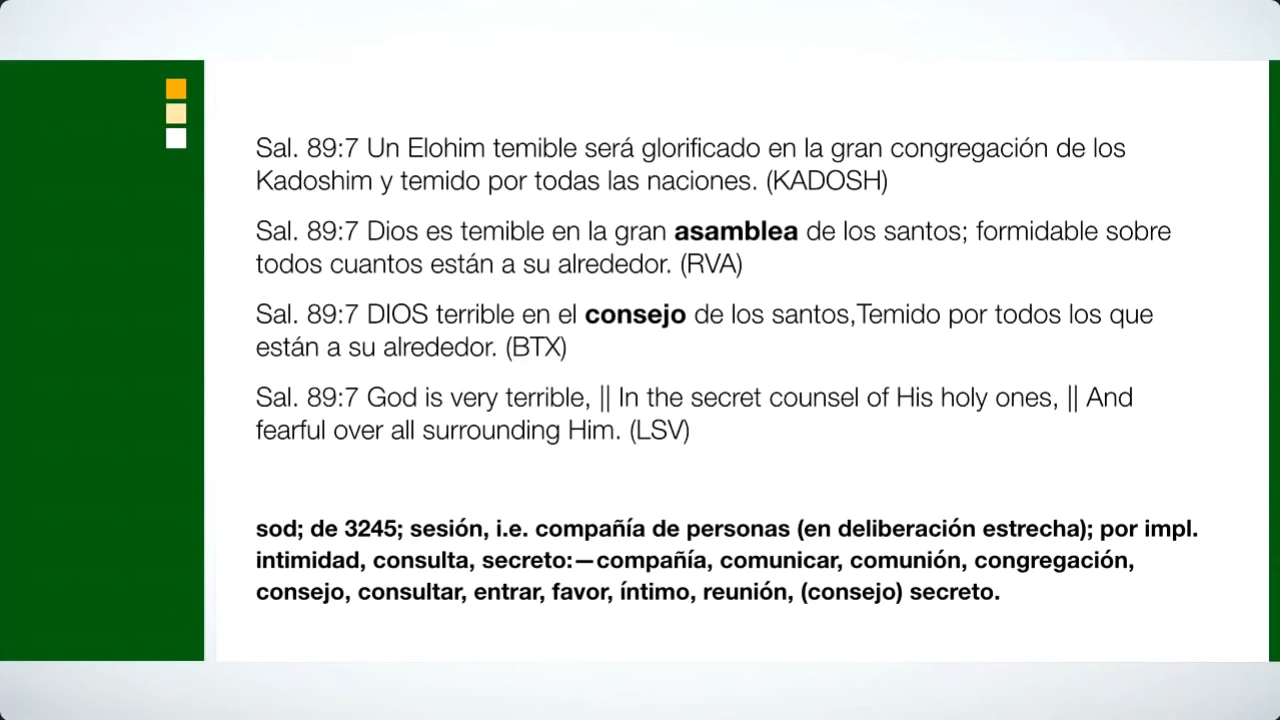 Sal. 89:7 Un Elohim temible será glorificado en la gran congregación de los
Kadoshim y temido por todas las naciones. (KADOSH)
Sal. 89:7 Dios es temible en la gran asamblea de los santos; formidable sobre
todos cuantos están a su alrededor. (RVA)
Sal. 89:7 DIOS terrible en el consejo de los santos,Temido por todos los que
están a su alrededor. (BTX)
Sal. 89:7 God is very terrible, || In the secret counsel of His holy ones, || And
fearful over all surrounding Him. (LSV)
sod; de 3245; sesión, i.e. compañía de personas (en deliberación estrecha); por impl.
intimidad, consulta, secreto:—compañía, comunicar, comunión, congregación,
consejo, consultar, entrar, favor, íntimo, reunión, (consejo) secreto.